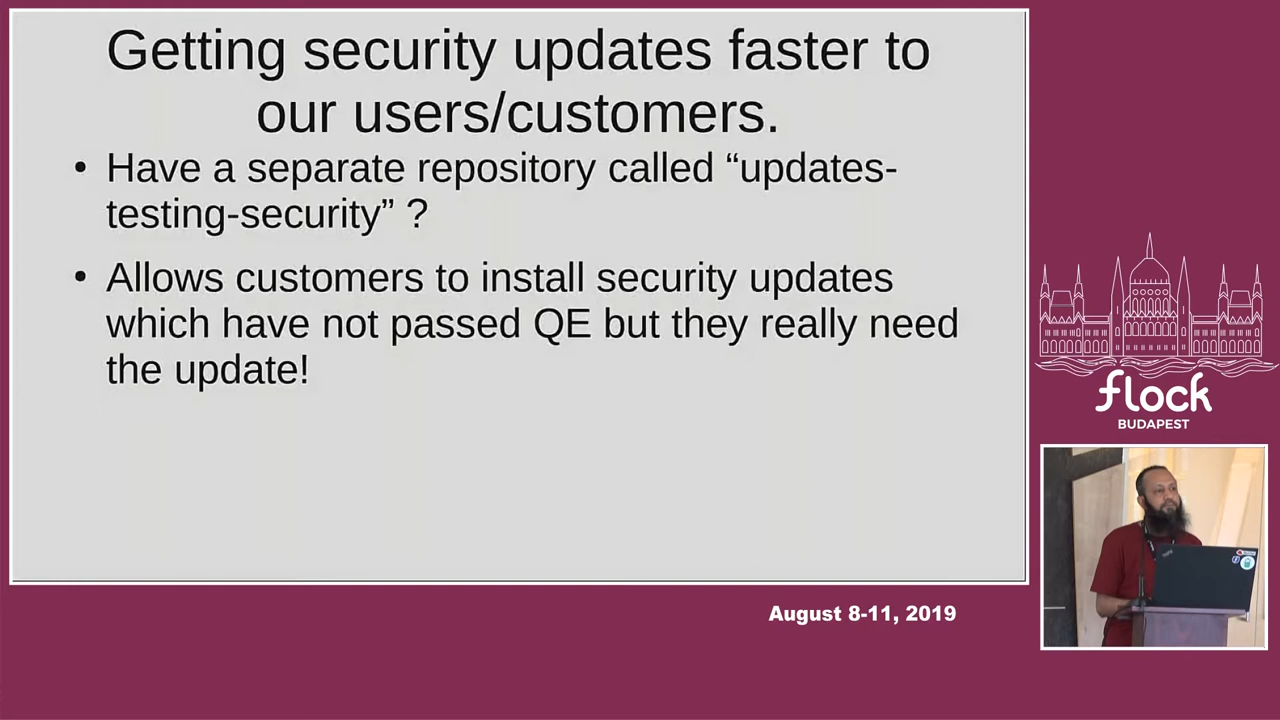 Getting security updates faster to
our users/customers.
• Have a separate repository called “updates-
testing-security” ?
• Allows customers to install security updates
which have not passed QE but they really need
the update!
flock
BUDAPEST
August 8-11, 2019